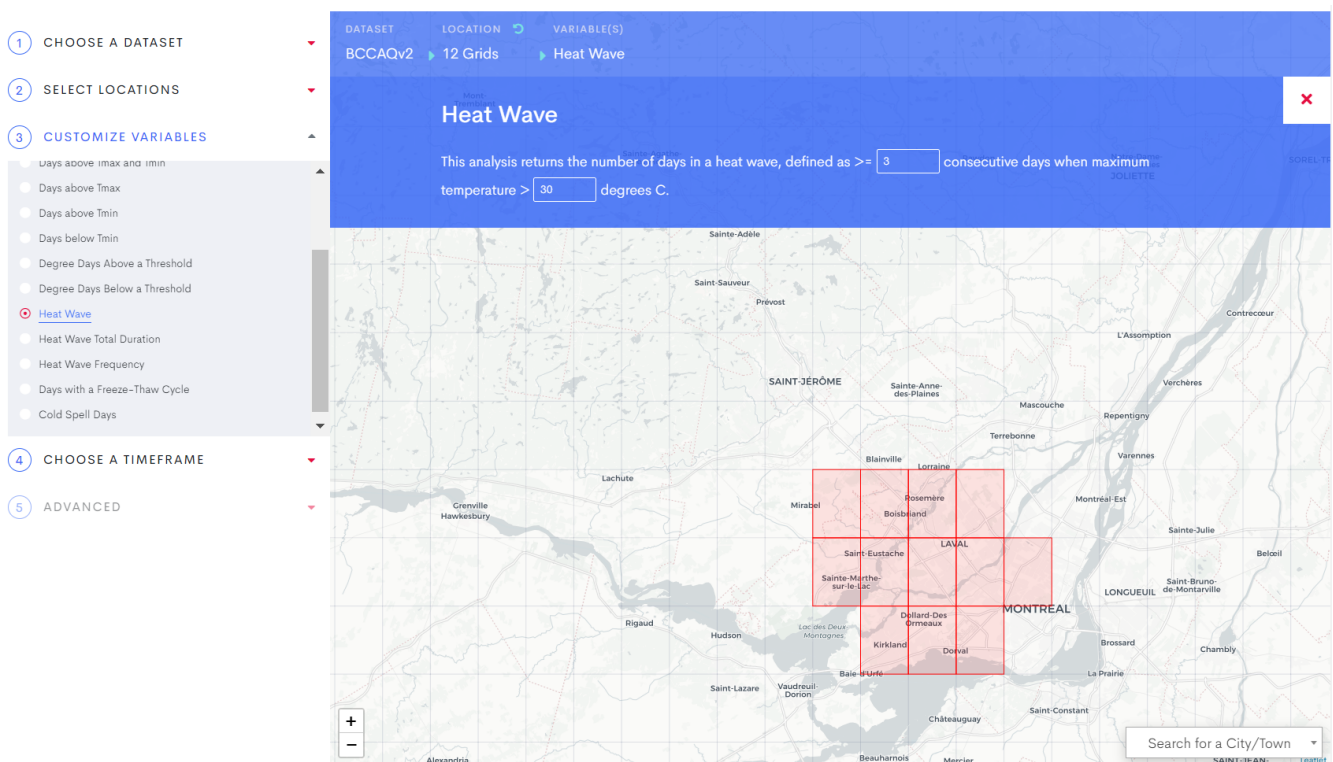 1 CHOOSE A DATASET
2 SELECT LOCATIONS
3 CUSTOMIZE VARIABLES
Days above Tmax and Tmin
Days above Tmax
Days above Tmin
Days below Tmin
Degree Days Above a Threshold
Degree Days Below a Threshold
Heat Wave
Heat Wave Total Duration
Heat Wave Frequency
Days with a Freeze-Thaw Cycle
Cold Spell Days
4 CHOOSE A TIMEFRAME
5 ADVANCED
DATASET LOCATION VARIABLE(S)
BCCAQv2 12 Grids Heat Wave
Heat Wave
This analysis returns the number of days in a heat wave, defined as >= 3 consecutive days when maximum
temperature > 30 degrees C.
JOLIETTE
SOREL-TR
Sainte-Adèle
Saint-Sauveur
Prévost
Contrecœur
L'Assomption
SAINT-JÉRÔME
Sainte-Anne-
des-Plaines
Verchères
Mascouche
Repentigny
Terrebonne
Varennes
Blainville
Lorraine
Lachute
Rosemère
Montréal-Est
Mirabel
Boisbriand
Grenville
Hawkesbury
Sainte-Julie
LAVAL
Saint-Eustache
Belœil
Sainte-Marthe-
sur-le-Lac
Saint-Bruno-
de-Montarville
LONGUEUIL
MONTREAL
Dollard-Des
Ormeaux
Rigaud
Lac des Deux
Montagnes
Hudson
Kirkland
Brossard
Dorval
Chambly
Baie-d'Urfé
La Prairie
Saint-Lazare
Vaudreuil-
Dorion
Saint-Constant
Châteauguay
+
−
Search for a City/Town
Alexandria
Beauharnois
Mercier
SAINT-JEAN-
Leaflet